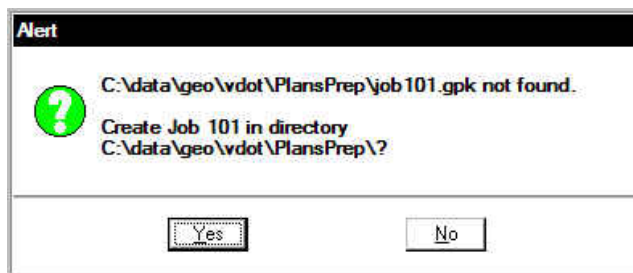 Alert
C:\data\geo\vdot\PlansPrep\job101.gpk not found.
Create Job 101 in directory
C:\data\geo\vdot\PlansPrep\?
Yes
No